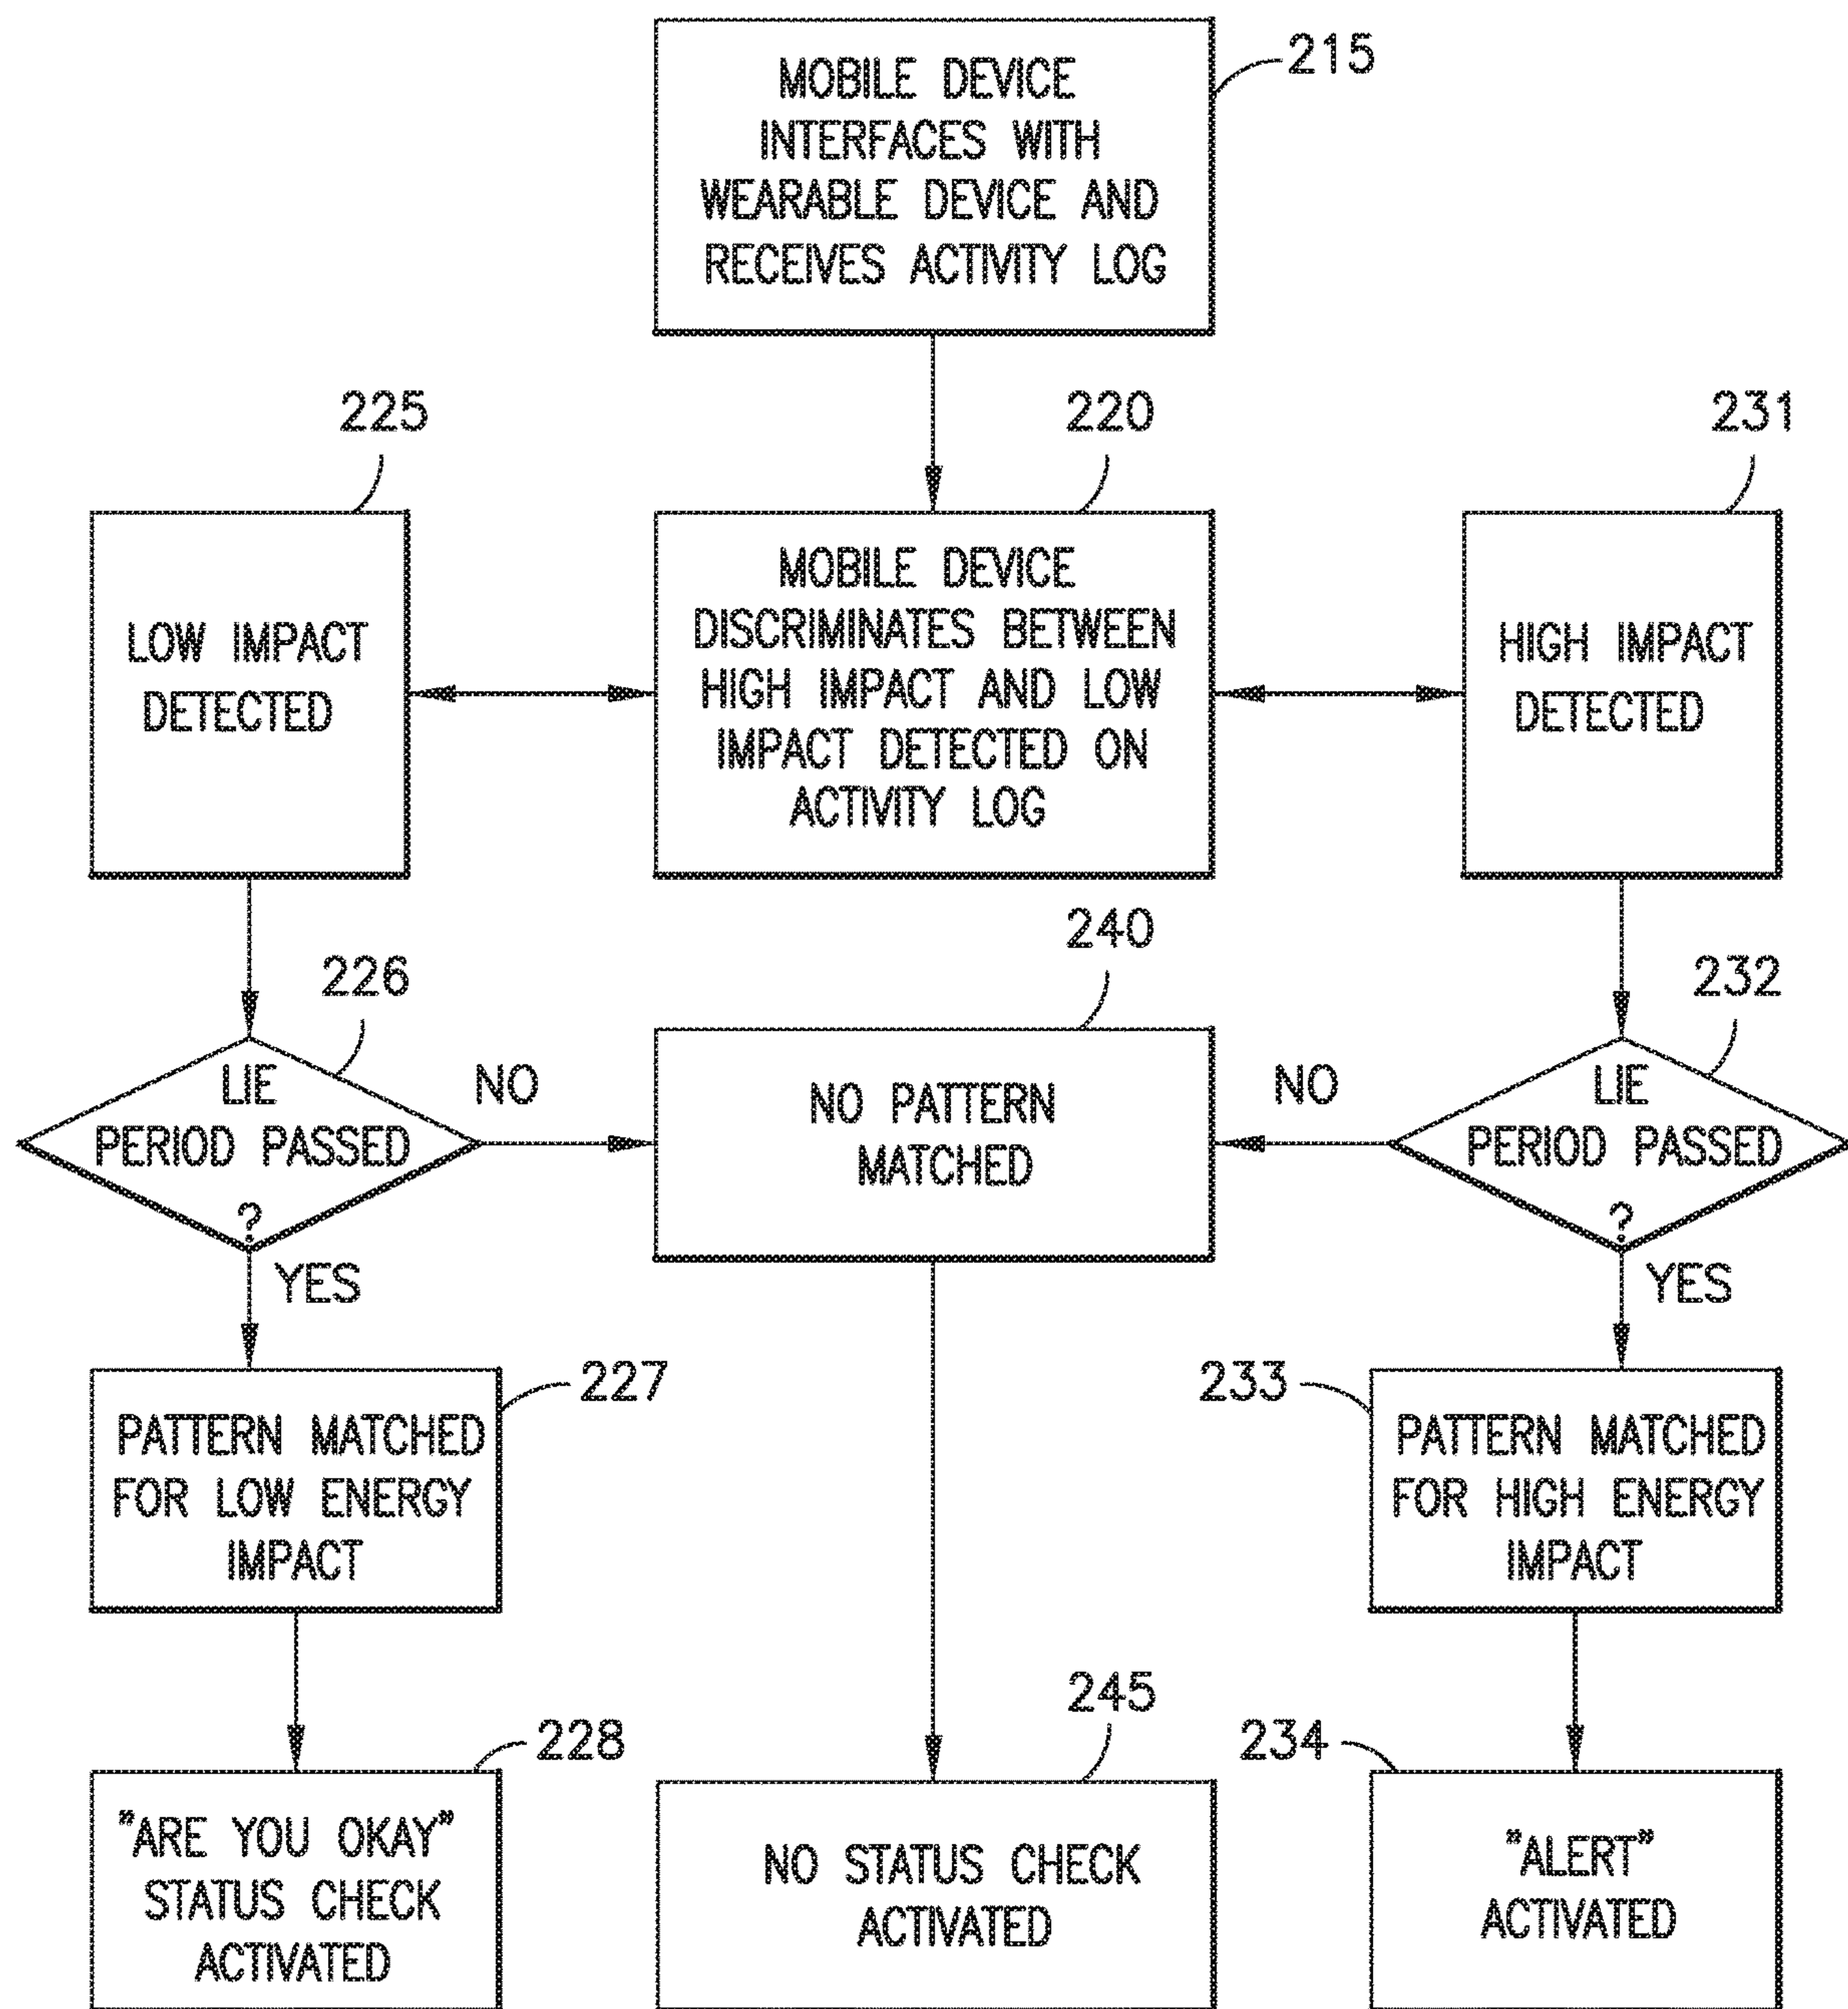 MOBILE DEVICE
INTERFACES WITH
WEARABLE DEVICE AND
RECEIVES ACTIVITY LOG
215
225
LOW IMPACT
DETECTED
220
MOBILE DEVICE
DISCRIMINATES BETWEEN
HIGH IMPACT AND LOW
IMPACT DETECTED ON
ACTIVITY LOG
231
HIGH IMPACT
DETECTED
226
LIE
PERIOD PASSED
?
NO
YES
240
NO PATTERN
MATCHED
232
LIE
PERIOD PASSED
?
NO
YES
227
PATTERN MATCHED
FOR LOW ENERGY
IMPACT
233
PATTERN MATCHED
FOR HIGH ENERGY
IMPACT
228
"ARE YOU OKAY"
STATUS CHECK
ACTIVATED
245
NO STATUS CHECK
ACTIVATED
234
"ALERT"
ACTIVATED